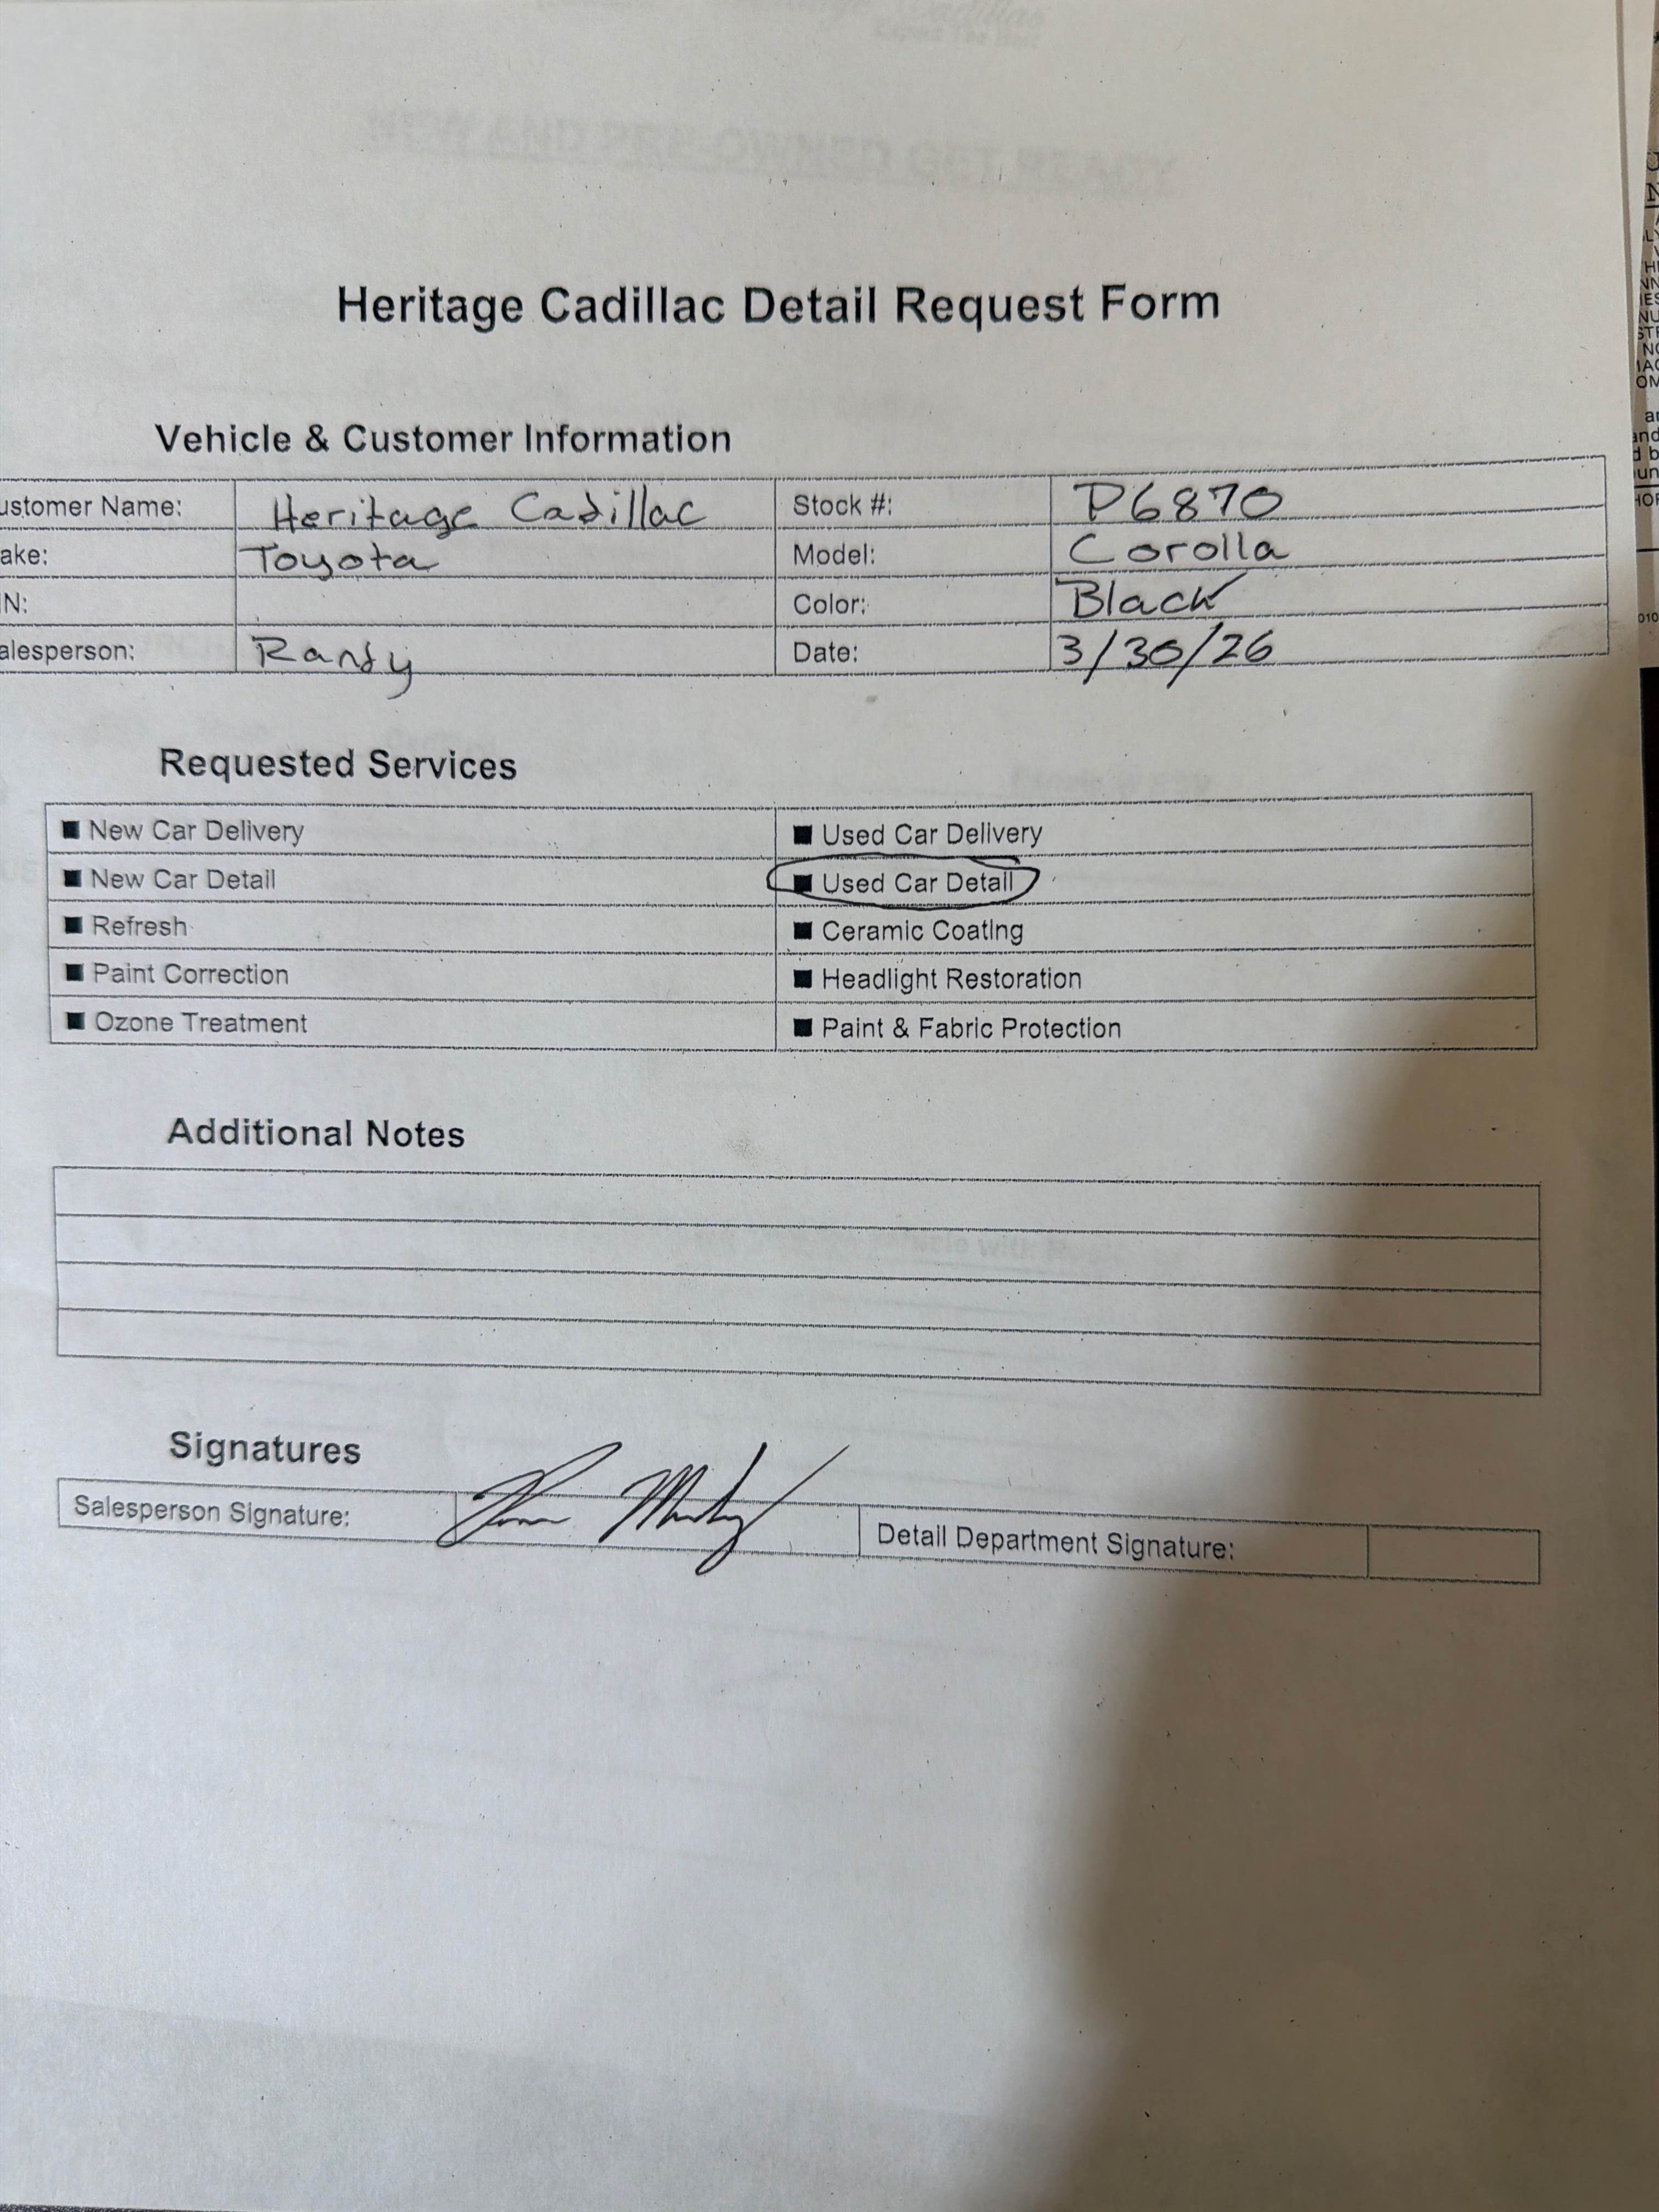 Heritage Cadillac Detail Request Form
Vehicle & Customer Information
ustomer Name: Heritage Cadillac Stock #: P6870
ake: Toyota Model: Corolla
N: Color: Black
alesperson: Randy Date: 3/30/26
Requested Services
■ New Car Delivery ■ Used Car Delivery
■ New Car Detail ■ Used Car Detail
■ Refresh ■ Ceramic Coating
■ Paint Correction ■ Headlight Restoration
■ Ozone Treatment ■ Paint & Fabric Protection
Additional Notes
Signatures
Salesperson Signature: Detail Department Signature: